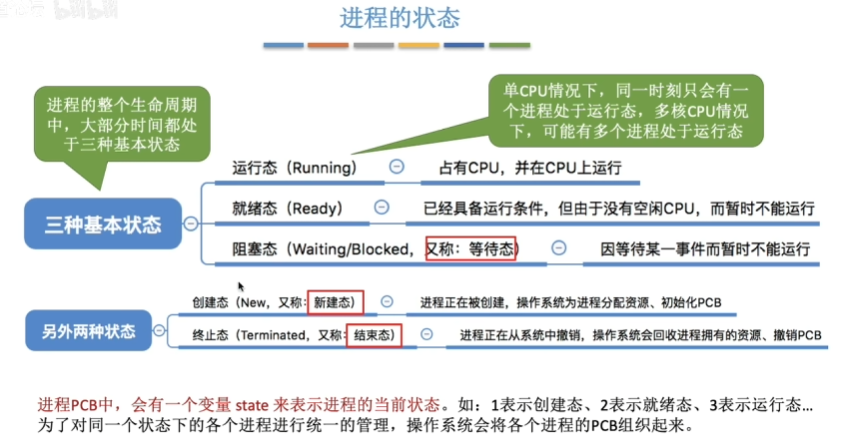 bilibili
进程的状态
进程的整个生命周期
中，大部分时间都处
于三种基本状态
单CPU情况下，同一时刻只会有一
个进程处于运行态，多核CPU情况
下，可能有多个进程处于运行态
三种基本状态
运行态（Running）
占有CPU，并在CPU上运行
就绪态（Ready）
已经具备运行条件，但由于没有空闲CPU，而暂时不能运行
阻塞态（Waiting/Blocked，又称：等待态）
因等待某一事件而暂时不能运行
另外两种状态
创建态（New，又称：新建态）
进程正在被创建，操作系统为进程分配资源、初始化PCB
终止态（Terminated，又称：结束态）
进程正在从系统中撤销，操作系统会回收进程拥有的资源、撤销PCB
进程PCB中，会有一个变量 state 来表示进程的当前状态。如：1表示创建态、2表示就绪态、3表示运行态…
为了对同一个状态下的各个进程进行统一的管理，操作系统会将各个进程的PCB组织起来。